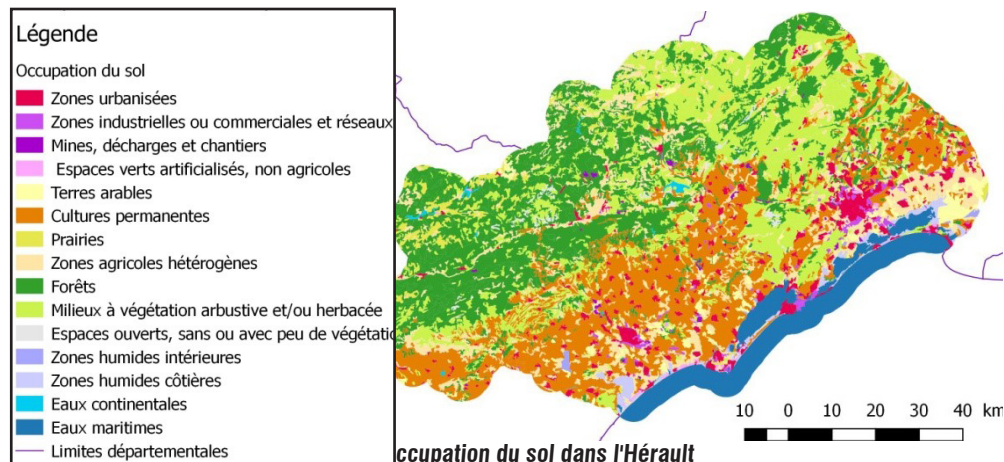 Légende
Occupation du sol
Zones urbanisées
Zones industrielles ou commerciales et réseaux
Mines, décharges et chantiers
Espaces verts artificialisés, non agricoles
Terres arables
Cultures permanentes
Prairies
Zones agricoles hétérogènes
Forêts
Milieux à végétation arbustive et/ou herbacée
Espaces ouverts, sans ou avec peu de végétatio
Zones humides intérieures
Zones humides côtières
Eaux continentales
Eaux maritimes
Limites départementales
10 0 10 20 30 40 km
ccupation du sol dans l'Hérault